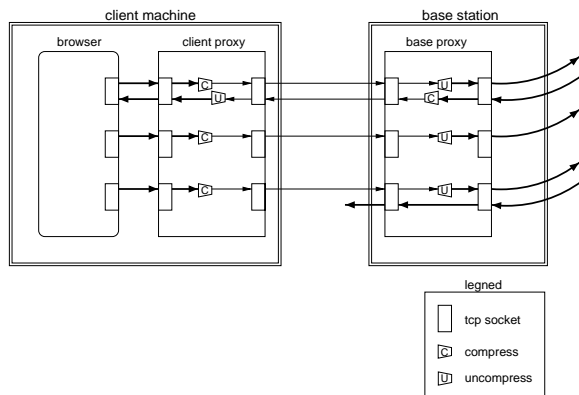 client machine
base station
browser
client proxy
base proxy
C
U
U
C
C
U
C
U
legned
tcp socket
C compress
U uncompress